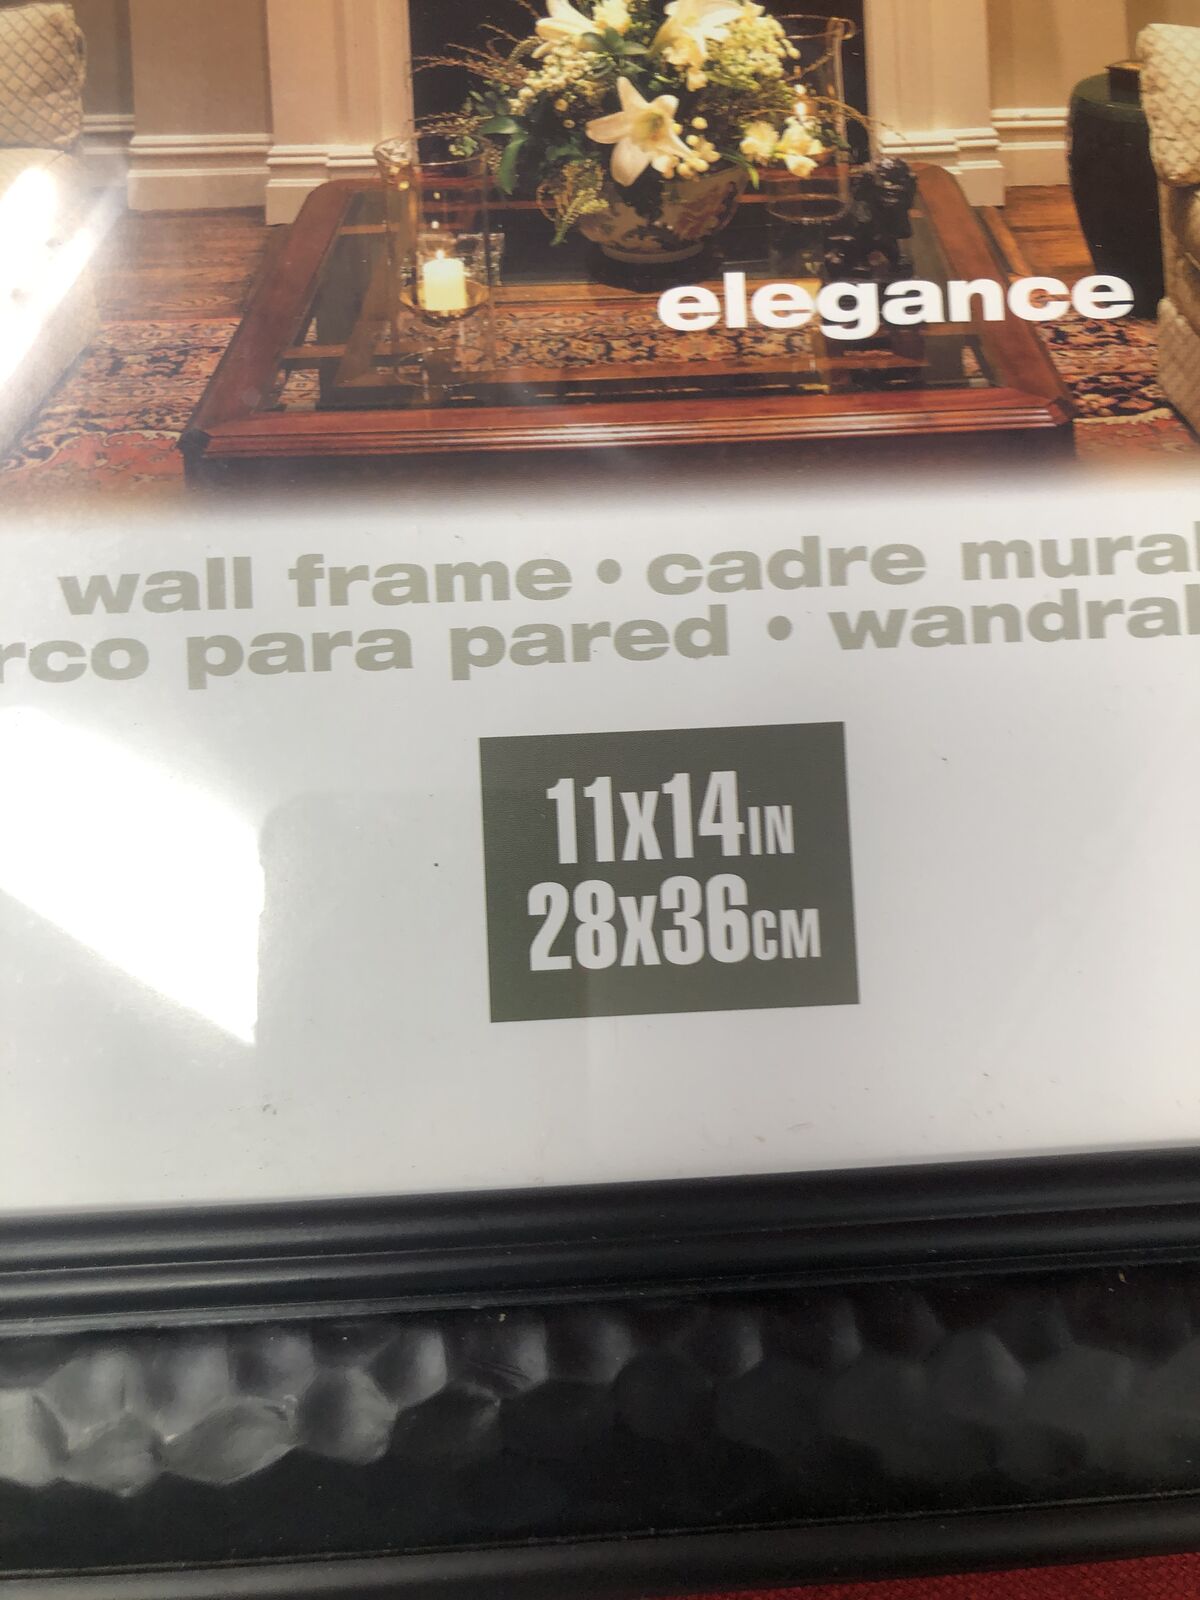 elegance
wall frame • cadre mural
rco para pared • wandral
11x14IN
28x36CM